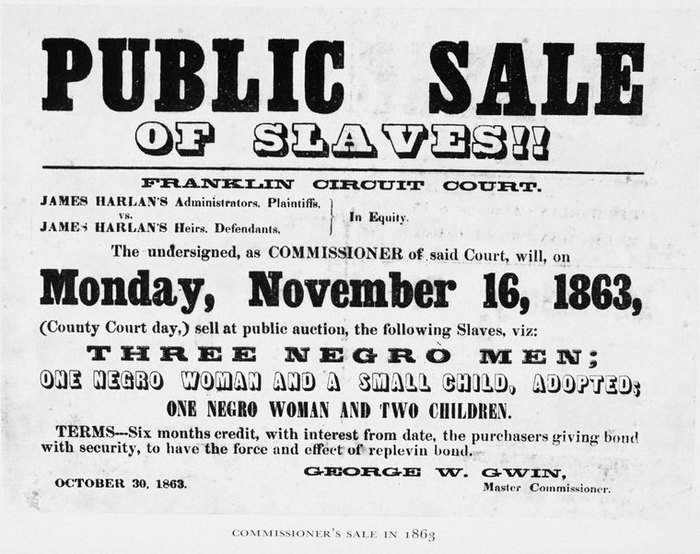 PUBLIC SALE
OF SLAVES!!
FRANKLIN CIRCUIT COURT.
JAMES HARLAN'S Administrators, Plaintiffs,
vs.
JAMES HARLAN'S Heirs, Defendants,
In Equity.
The undersigned, as COMMISSIONER of said Court, will, on
Monday, November 16, 1863,
(County Court day,) sell at public auction, the following Slaves, viz:
THREE NEGRO MEN;
ONE NEGRO WOMAN AND A SMALL CHILD, ADOPTED;
ONE NEGRO WOMAN AND TWO CHILDREN.
TERMS---Six months credit, with interest from date, the purchasers giving bond
with security, to have the force and effect of replevin bond.
GEORGE W. GWIN,
OCTOBER 30, 1863. Master Commissioner.
COMMISSIONER'S SALE IN 1863